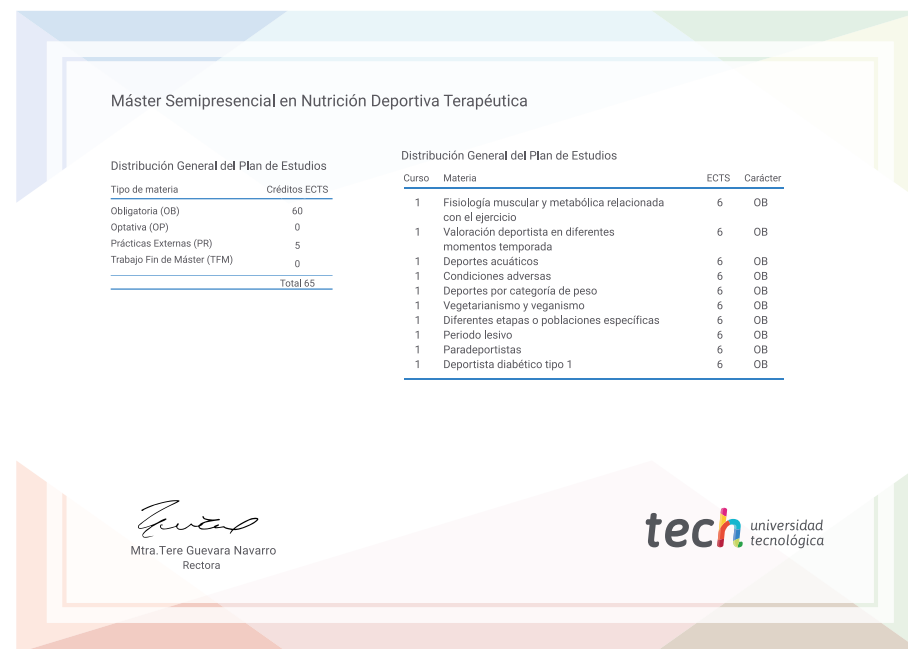 Máster Semipresencial en Nutrición Deportiva Terapéutica
Distribución General del Plan de Estudios
Tipo de materia Créditos ECTS
Obligatoria (OB) 60
Optativa (OP) 0
Prácticas Externas (PR) 5
Trabajo Fin de Máster (TFM) 0
Total 65
Distribución General del Plan de Estudios
Curso Materia ECTS Carácter
1 Fisiología muscular y metabólica relacionada 6 OB
con el ejercicio
1 Valoración deportista en diferentes 6 OB
momentos temporada
1 Deportes acuáticos 6 OB
1 Condiciones adversas 6 OB
1 Deportes por categoría de peso 6 OB
1 Vegetarianismo y veganismo 6 OB
1 Diferentes etapas o poblaciones específicas 6 OB
1 Periodo lesivo 6 OB
1 Paradeportistas 6 OB
1 Deportista diabético tipo 1 6 OB
Mtra.Tere Guevara Navarro
Rectora
tech universidad
tecnológica